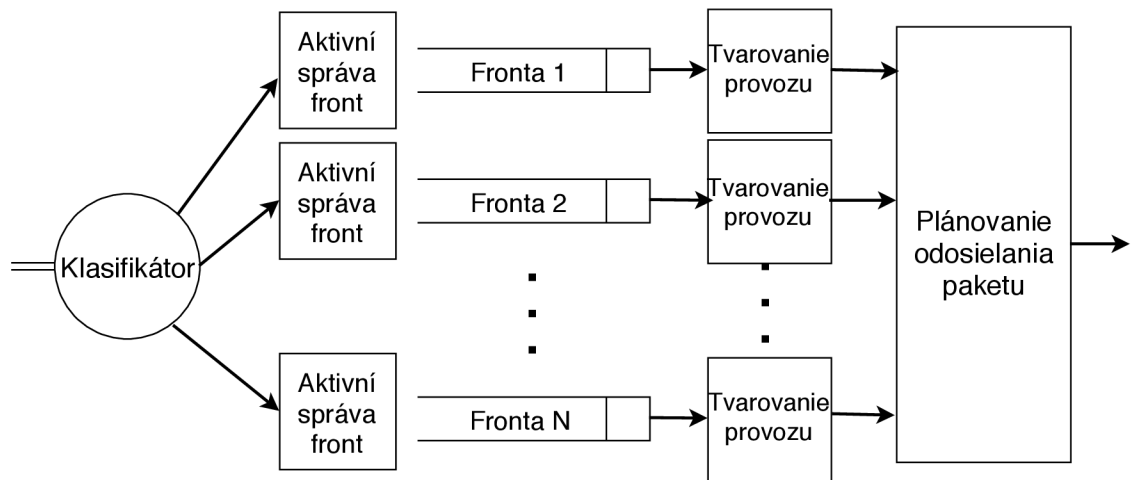 Klasifikátor
Aktivní
správa
front
Fronta 1
Tvarovanie
provozu
Aktivní
správa
front
Fronta 2
Tvarovanie
provozu
Aktivní
správa
front
Fronta N
Tvarovanie
provozu
Plánovanie
odosielania
paketu